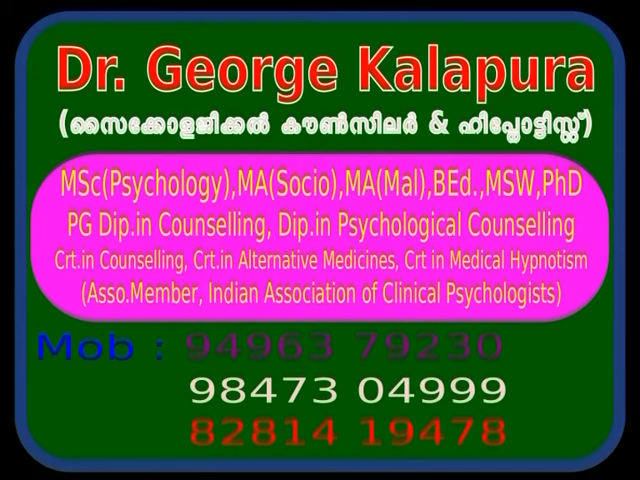 Dr. George Kalapura
(സൈക്കോളജിക്കൽ കൗൺസിലർ & ഹിപ്നോട്ടിസ്റ്റ്)
MSc(Psychology),MA(Socio),MA(Mal),BEd.,MSW,PhD
PG Dip.in Counselling, Dip.in Psychological Counselling
Crt.in Counselling, Crt.in Alternative Medicines, Crt in Medical Hypnotism
(Asso.Member, Indian Association of Clinical Psychologists)
Mob : 94963 79230
98473 04999
82814 19478